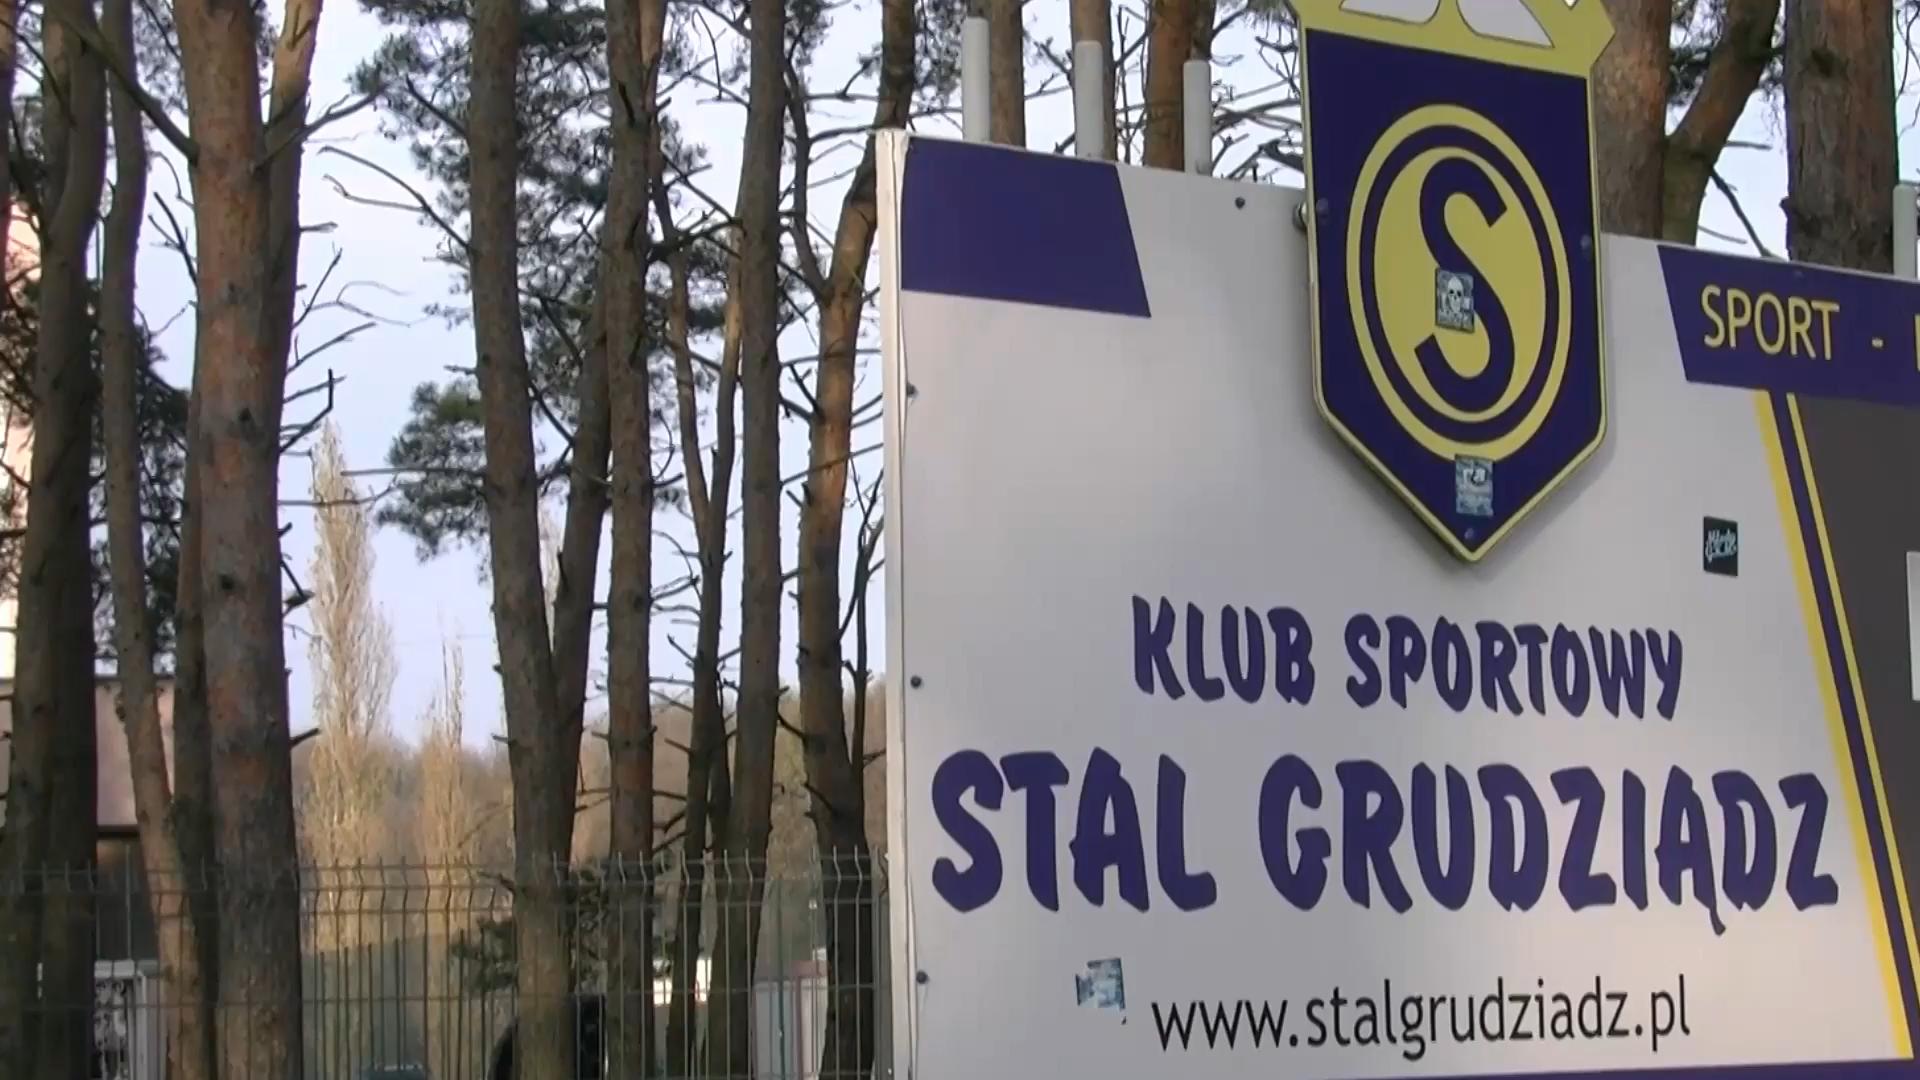 S
SPORT -
KLUB SPORTOWY
STAL GRUDZIĄDZ
www.stalgrudziadz.pl